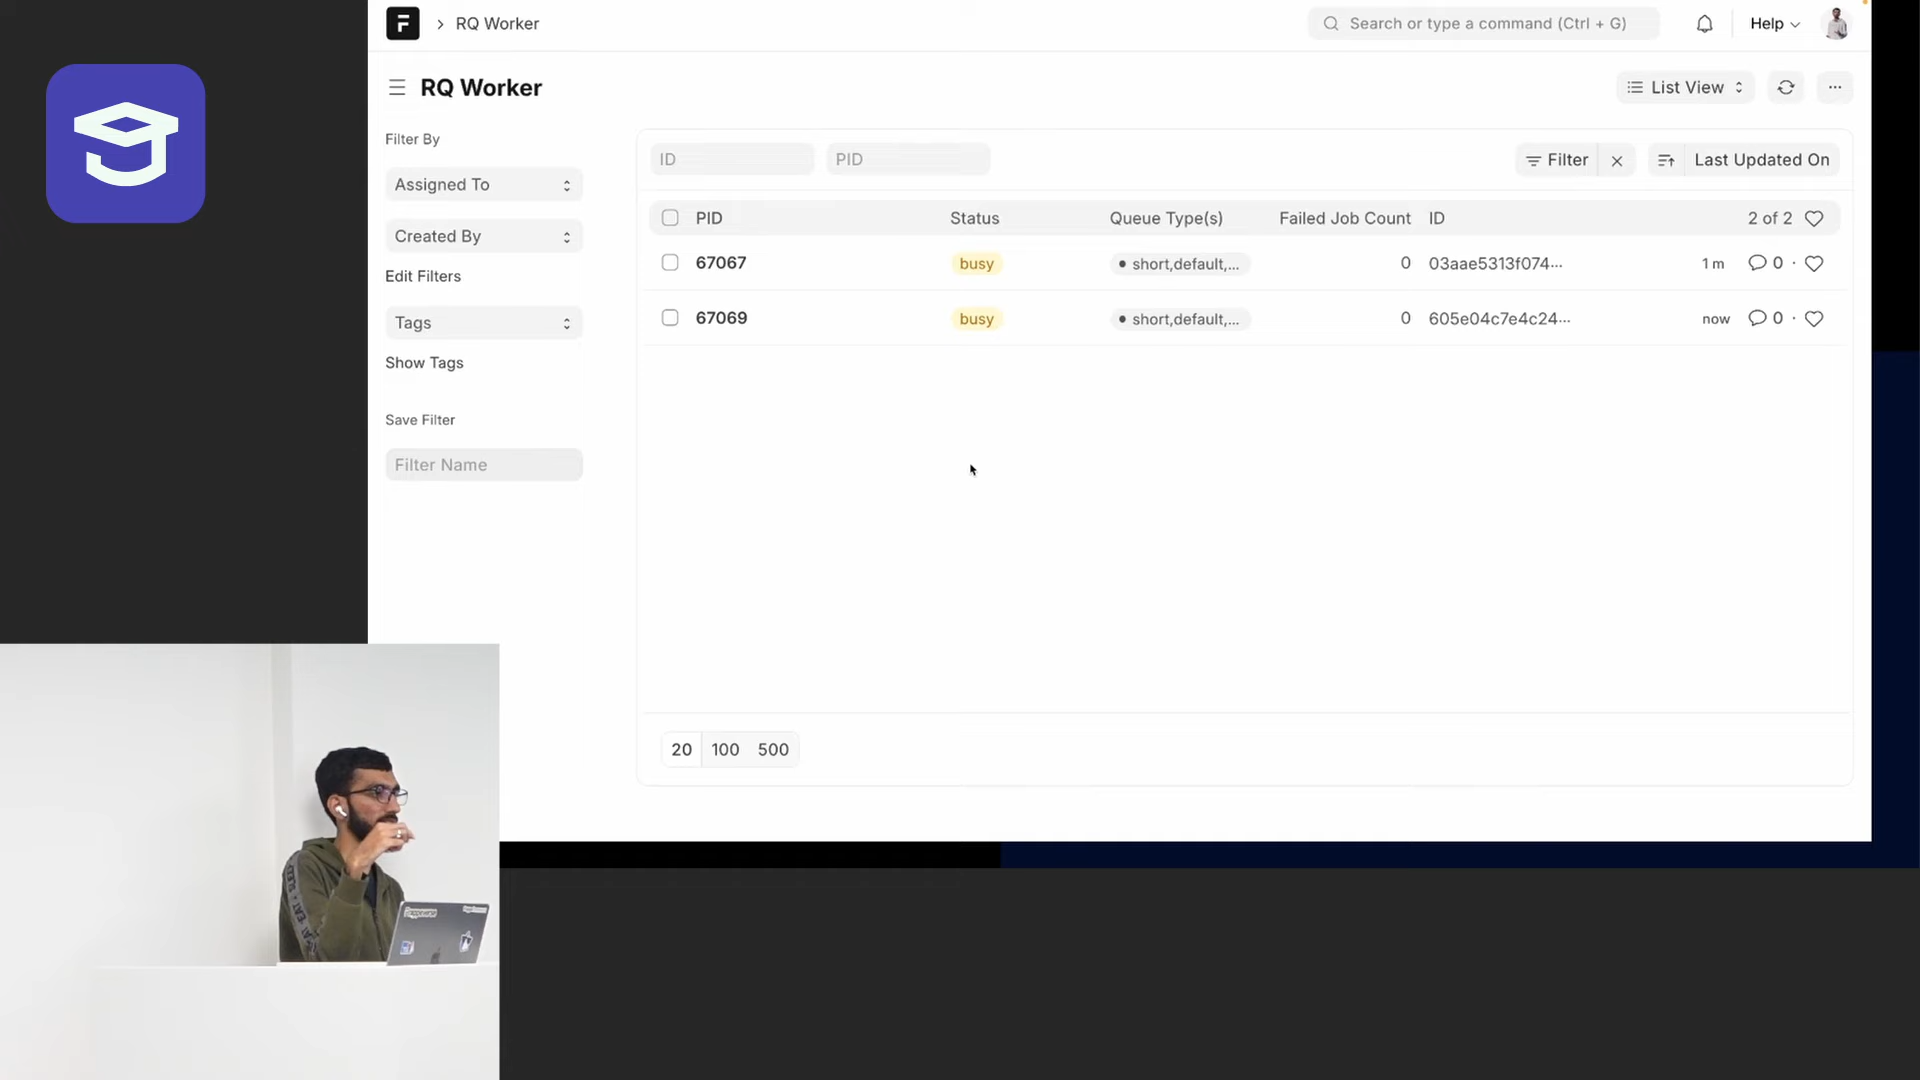 RQ Worker
Search or type a command (Ctrl + G)
Help
RQ Worker
List View
Filter By
Assigned To
Created By
Edit Filters
Tags
Show Tags
Save Filter
Filter Name
ID
PID
Filter
Last Updated On
PID Status Queue Type(s) Failed Job Count ID 2 of 2
67067 busy short,default,... 0 03aae5313f074... 1 m 0
67069 busy short,default,... 0 605e04c7e4c24... now 0
20 100 500